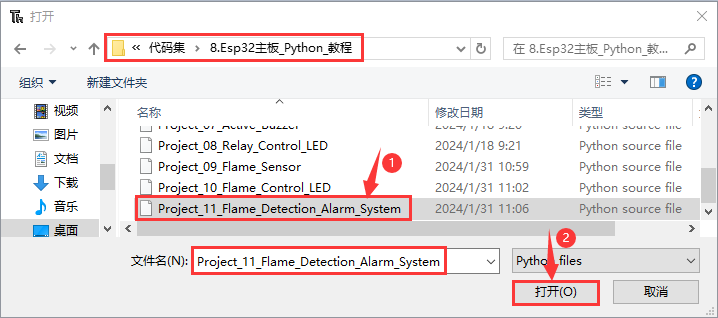 打开
« 代码集 > 8.Esp32主板_Python_教程
在 8.Esp32主板_Python_教...
组织 新建文件夹
名称 修改日期 类型
视频
图片
文档
下载
音乐
桌面
Project_07_Active_Buzzer 2024/1/18 9:20 Python source file
Project_08_Relay_Control_LED 2024/1/18 9:21 Python source file
Project_09_Flame_Sensor 2024/1/31 10:59 Python source file
Project_10_Flame_Control_LED 2024/1/31 11:02 Python source file
Project_11_Flame_Detection_Alarm_System 2024/1/31 11:06 Python source file
1
2
文件名(N): Project_11_Flame_Detection_Alarm_System Python files
打开(O) 取消